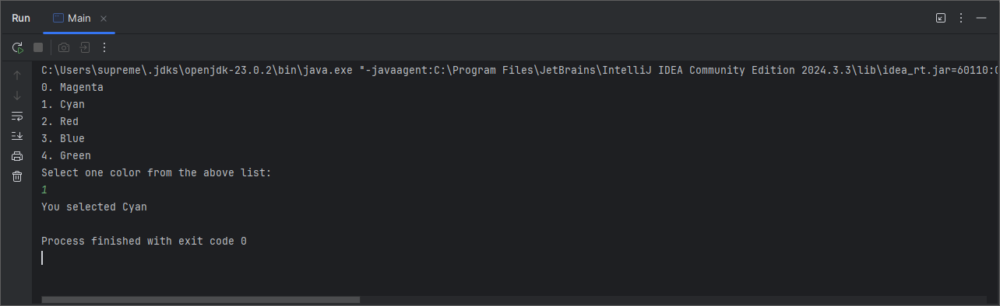 Run Main
C:\Users\supreme\.jdks\openjdk-23.0.2\bin\java.exe "-javaagent:C:\Program Files\JetBrains\IntelliJ IDEA Community Edition 2024.3.3\lib\idea_rt.jar=60110:C
0. Magenta
1. Cyan
2. Red
3. Blue
4. Green
Select one color from the above list:
1
You selected Cyan
Process finished with exit code 0